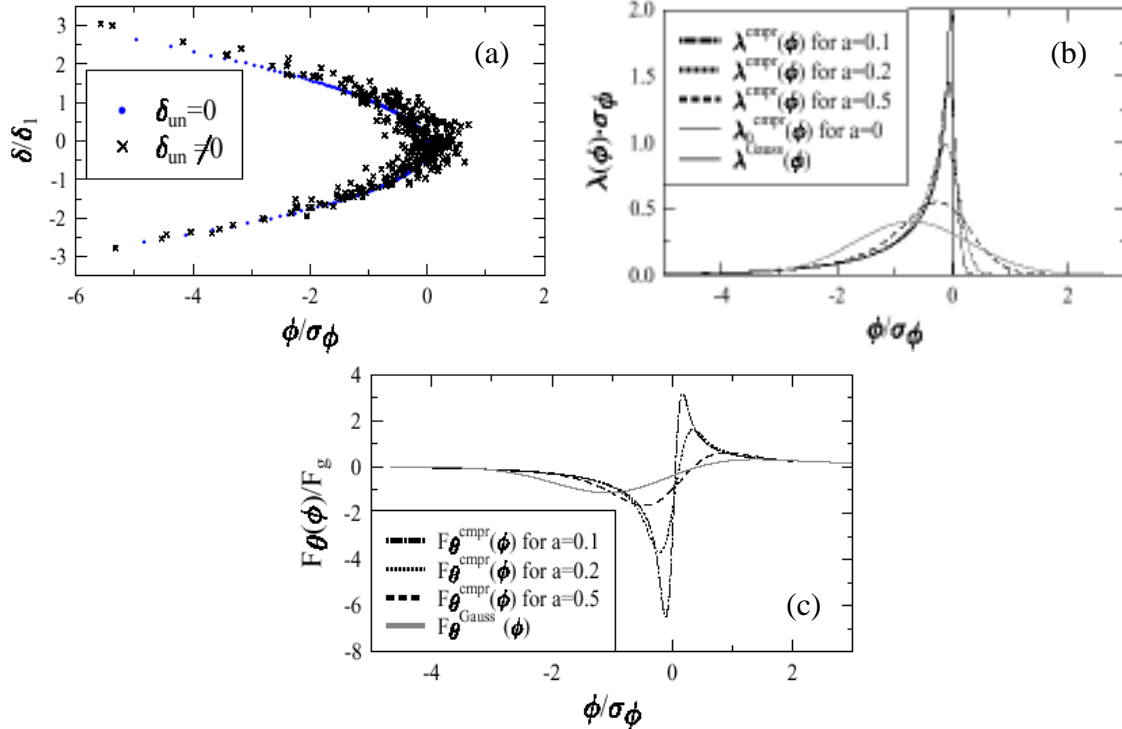 3
2
1
0
-1
-2
-3
δ/δ1
(a)
δun=0
δun≠0
-6
-4
-2
0
2
ϕ/σϕ
2.0
1.5
1.0
0.5
0.0
λ(ϕ)·σϕ
(b)
λcmpr(ϕ) for a=0.1
λcmpr(ϕ) for a=0.2
λcmpr(ϕ) for a=0.5
λ0cmpr(ϕ) for a=0
λGauss(ϕ)
-4
-2
0
2
ϕ/σϕ
4
2
0
-2
-4
-6
-8
Fθ(ϕ)/Fg
Fθcmpr(ϕ) for a=0.1
Fθcmpr(ϕ) for a=0.2
Fθcmpr(ϕ) for a=0.5
FθGauss (ϕ)
(c)
-4
-2
0
2
ϕ/σϕ